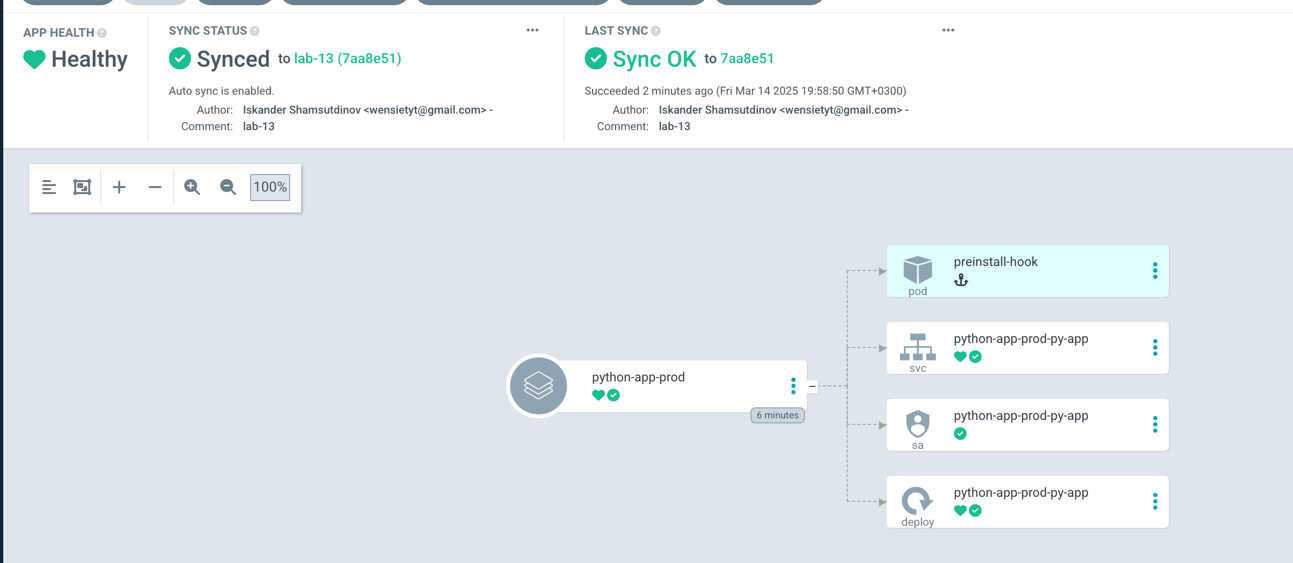 APP HEALTH
Healthy
SYNC STATUS
Synced to lab-13 (7aa8e51)
Auto sync is enabled.
Author: Iskander Shamsutdinov <wensietyt@gmail.com> -
Comment: lab-13
LAST SYNC
Sync OK to 7aa8e51
Succeeded 2 minutes ago (Fri Mar 14 2025 19:58:50 GMT+0300)
Author: Iskander Shamsutdinov <wensietyt@gmail.com> -
Comment: lab-13
100%
python-app-prod
6 minutes
preinstall-hook
pod
python-app-prod-py-app
svc
python-app-prod-py-app
sa
python-app-prod-py-app
deploy